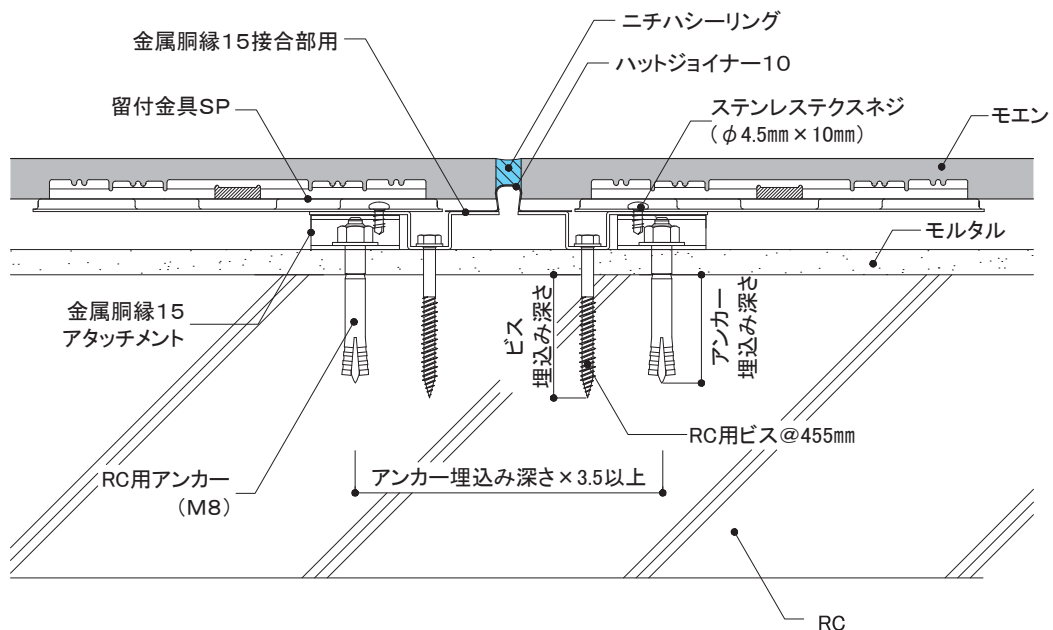 ニチハシーリング
金属胴縁15接合部用
ハットジョイナー10
留付金具SP
ステンレステクスネジ
(φ4.5mm×10mm)
モエン
モルタル
金属胴縁15
アタッチメント
ビス
埋込み深さ
アンカー
埋込み深さ
RC用ビス@455mm
RC用アンカー
(M8)
アンカー埋込み深さ×3.5以上
RC